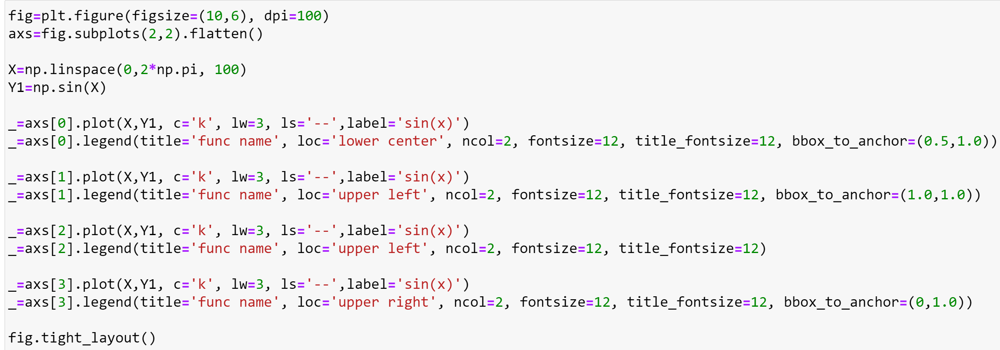 fig=plt.figure(figsize=(10,6), dpi=100)
axs=fig.subplots(2,2).flatten()
X=np.linspace(0,2*np.pi, 100)
Y1=np.sin(X)
_=axs[0].plot(X,Y1, c='k', lw=3, ls='--',label='sin(x)')
_=axs[0].legend(title='func name', loc='lower center', ncol=2, fontsize=12, title_fontsize=12, bbox_to_anchor=(0.5,1.0))
_=axs[1].plot(X,Y1, c='k', lw=3, ls='--',label='sin(x)')
_=axs[1].legend(title='func name', loc='upper left', ncol=2, fontsize=12, title_fontsize=12, bbox_to_anchor=(1.0,1.0))
_=axs[2].plot(X,Y1, c='k', lw=3, ls='--',label='sin(x)')
_=axs[2].legend(title='func name', loc='upper left', ncol=2, fontsize=12, title_fontsize=12)
_=axs[3].plot(X,Y1, c='k', lw=3, ls='--',label='sin(x)')
_=axs[3].legend(title='func name', loc='upper right', ncol=2, fontsize=12, title_fontsize=12, bbox_to_anchor=(0,1.0))
fig.tight_layout()